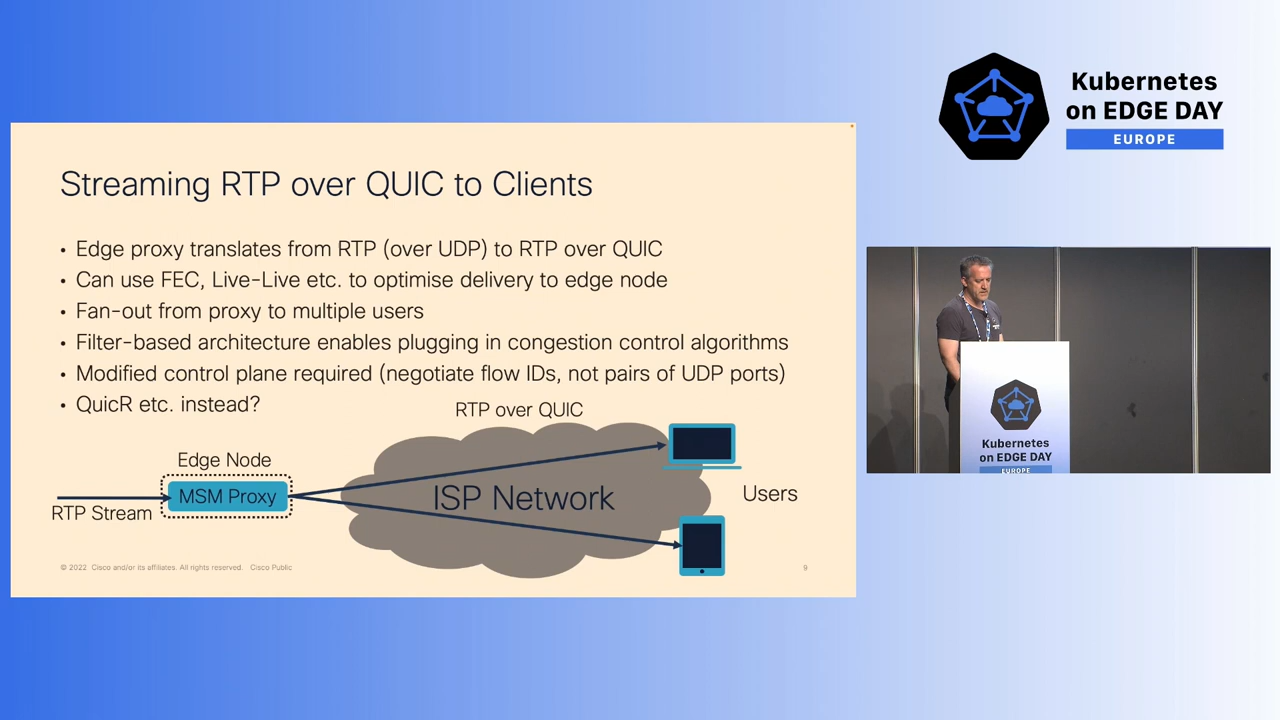 Kubernetes
on EDGE DAY
EUROPE
Streaming RTP over QUIC to Clients
• Edge proxy translates from RTP (over UDP) to RTP over QUIC
• Can use FEC, Live-Live etc. to optimise delivery to edge node
• Fan-out from proxy to multiple users
• Filter-based architecture enables plugging in congestion control algorithms
• Modified control plane required (negotiate flow IDs, not pairs of UDP ports)
• QuicR etc. instead?
RTP over QUIC
Edge Node
MSM Proxy
RTP Stream
ISP Network
Users
© 2022 Cisco and/or its affiliates. All rights reserved. Cisco Public
9
Kubernetes
on EDGE DAY
EUROPE